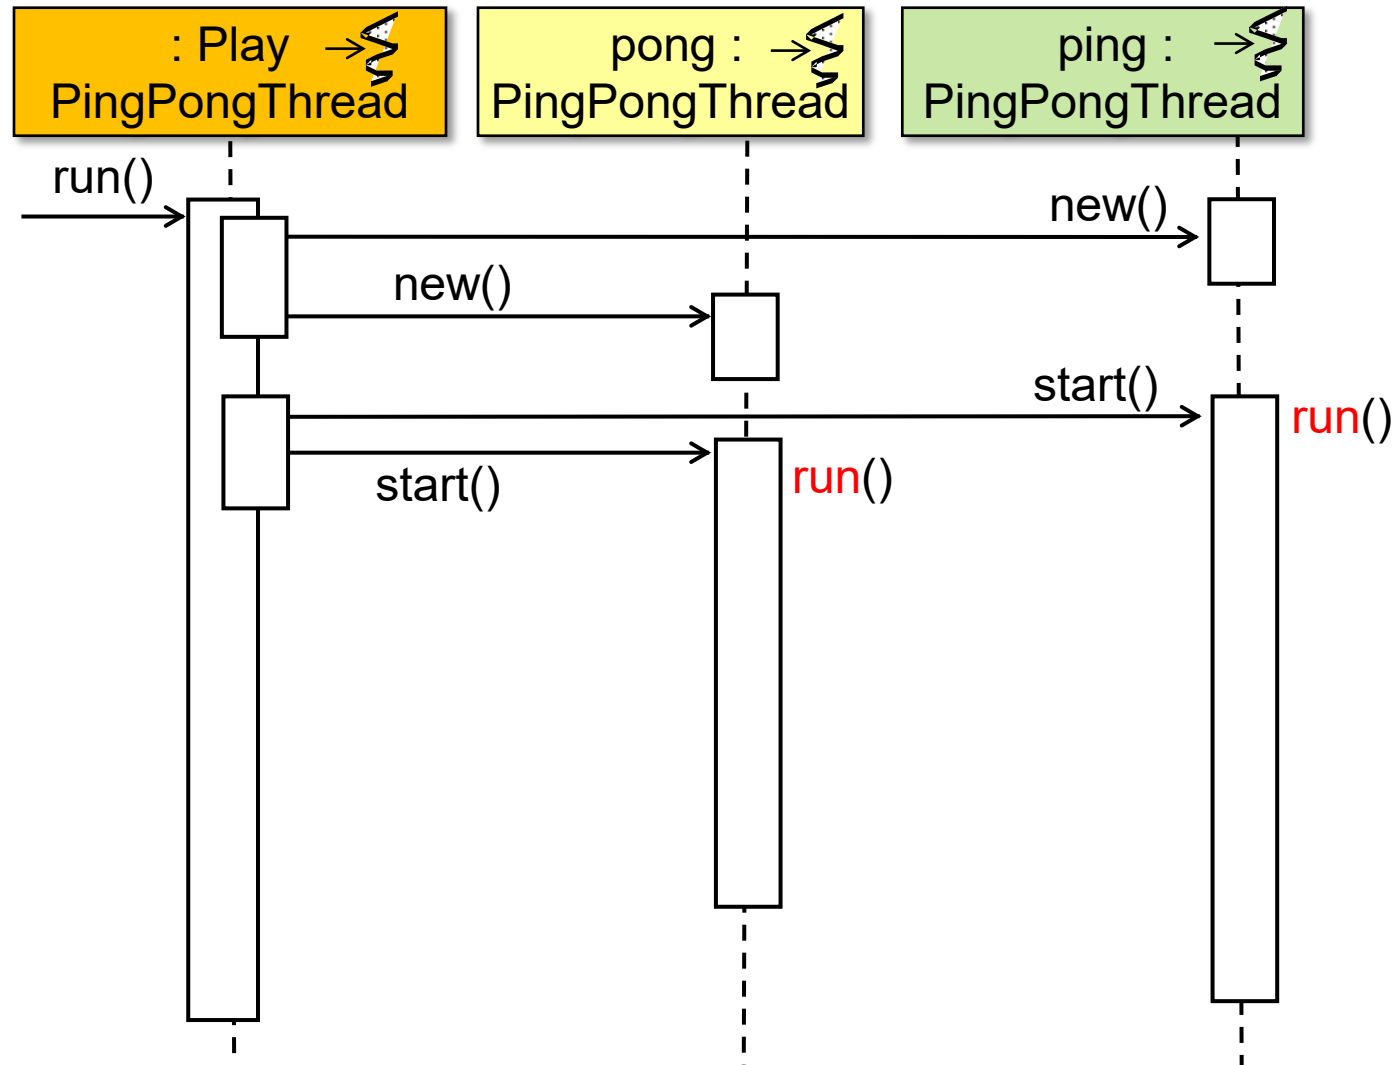 : Play
PingPongThread
pong :
PingPongThread
ping :
PingPongThread
run()
new()
new()
start()
run()
start()
run()